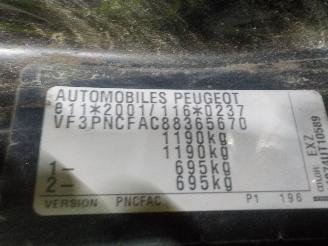 AUTOMOBILES PEUGEOT
e11*2001/116*0237
VF3PNCFAC88365670
1190kg
1190kg
1- 695kg
2- 695kg
VERSION PNCFAC P1 196
EXZ